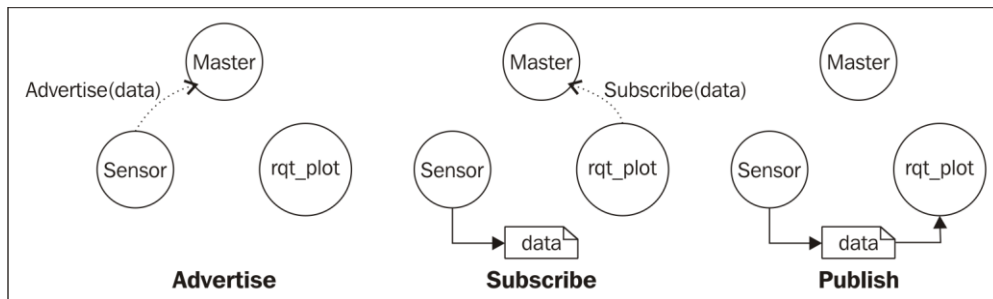 Master
Advertise(data)
Sensor
rqt_plot
Advertise
Master
Subscribe(data)
Sensor
rqt_plot
data
Subscribe
Master
Sensor
rqt_plot
data
Publish